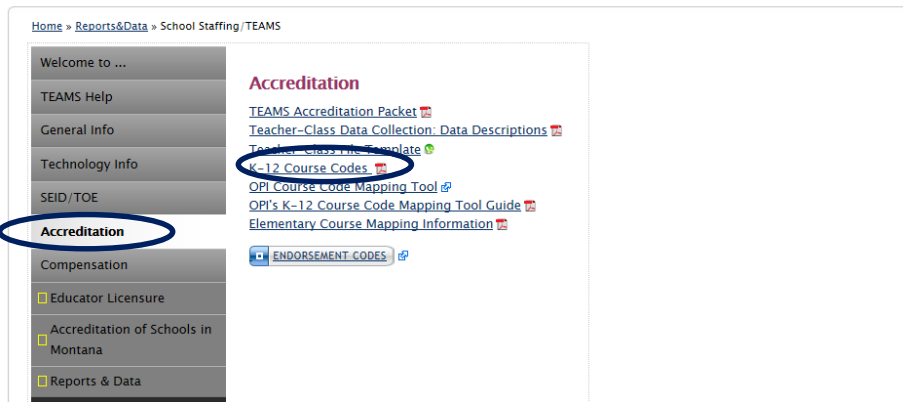 Home » Reports&Data » School Staffing/TEAMS
Welcome to ...
TEAMS Help
General Info
Technology Info
SEID/TOE
Accreditation
Compensation
Educator Licensure
Accreditation of Schools in
Montana
Reports & Data
Accreditation
TEAMS Accreditation Packet
Teacher-Class Data Collection: Data Descriptions
Teacher-Class File Template
K-12 Course Codes
OPI Course Code Mapping Tool
OPI's K-12 Course Code Mapping Tool Guide
Elementary Course Mapping Information
ENDORSEMENT CODES